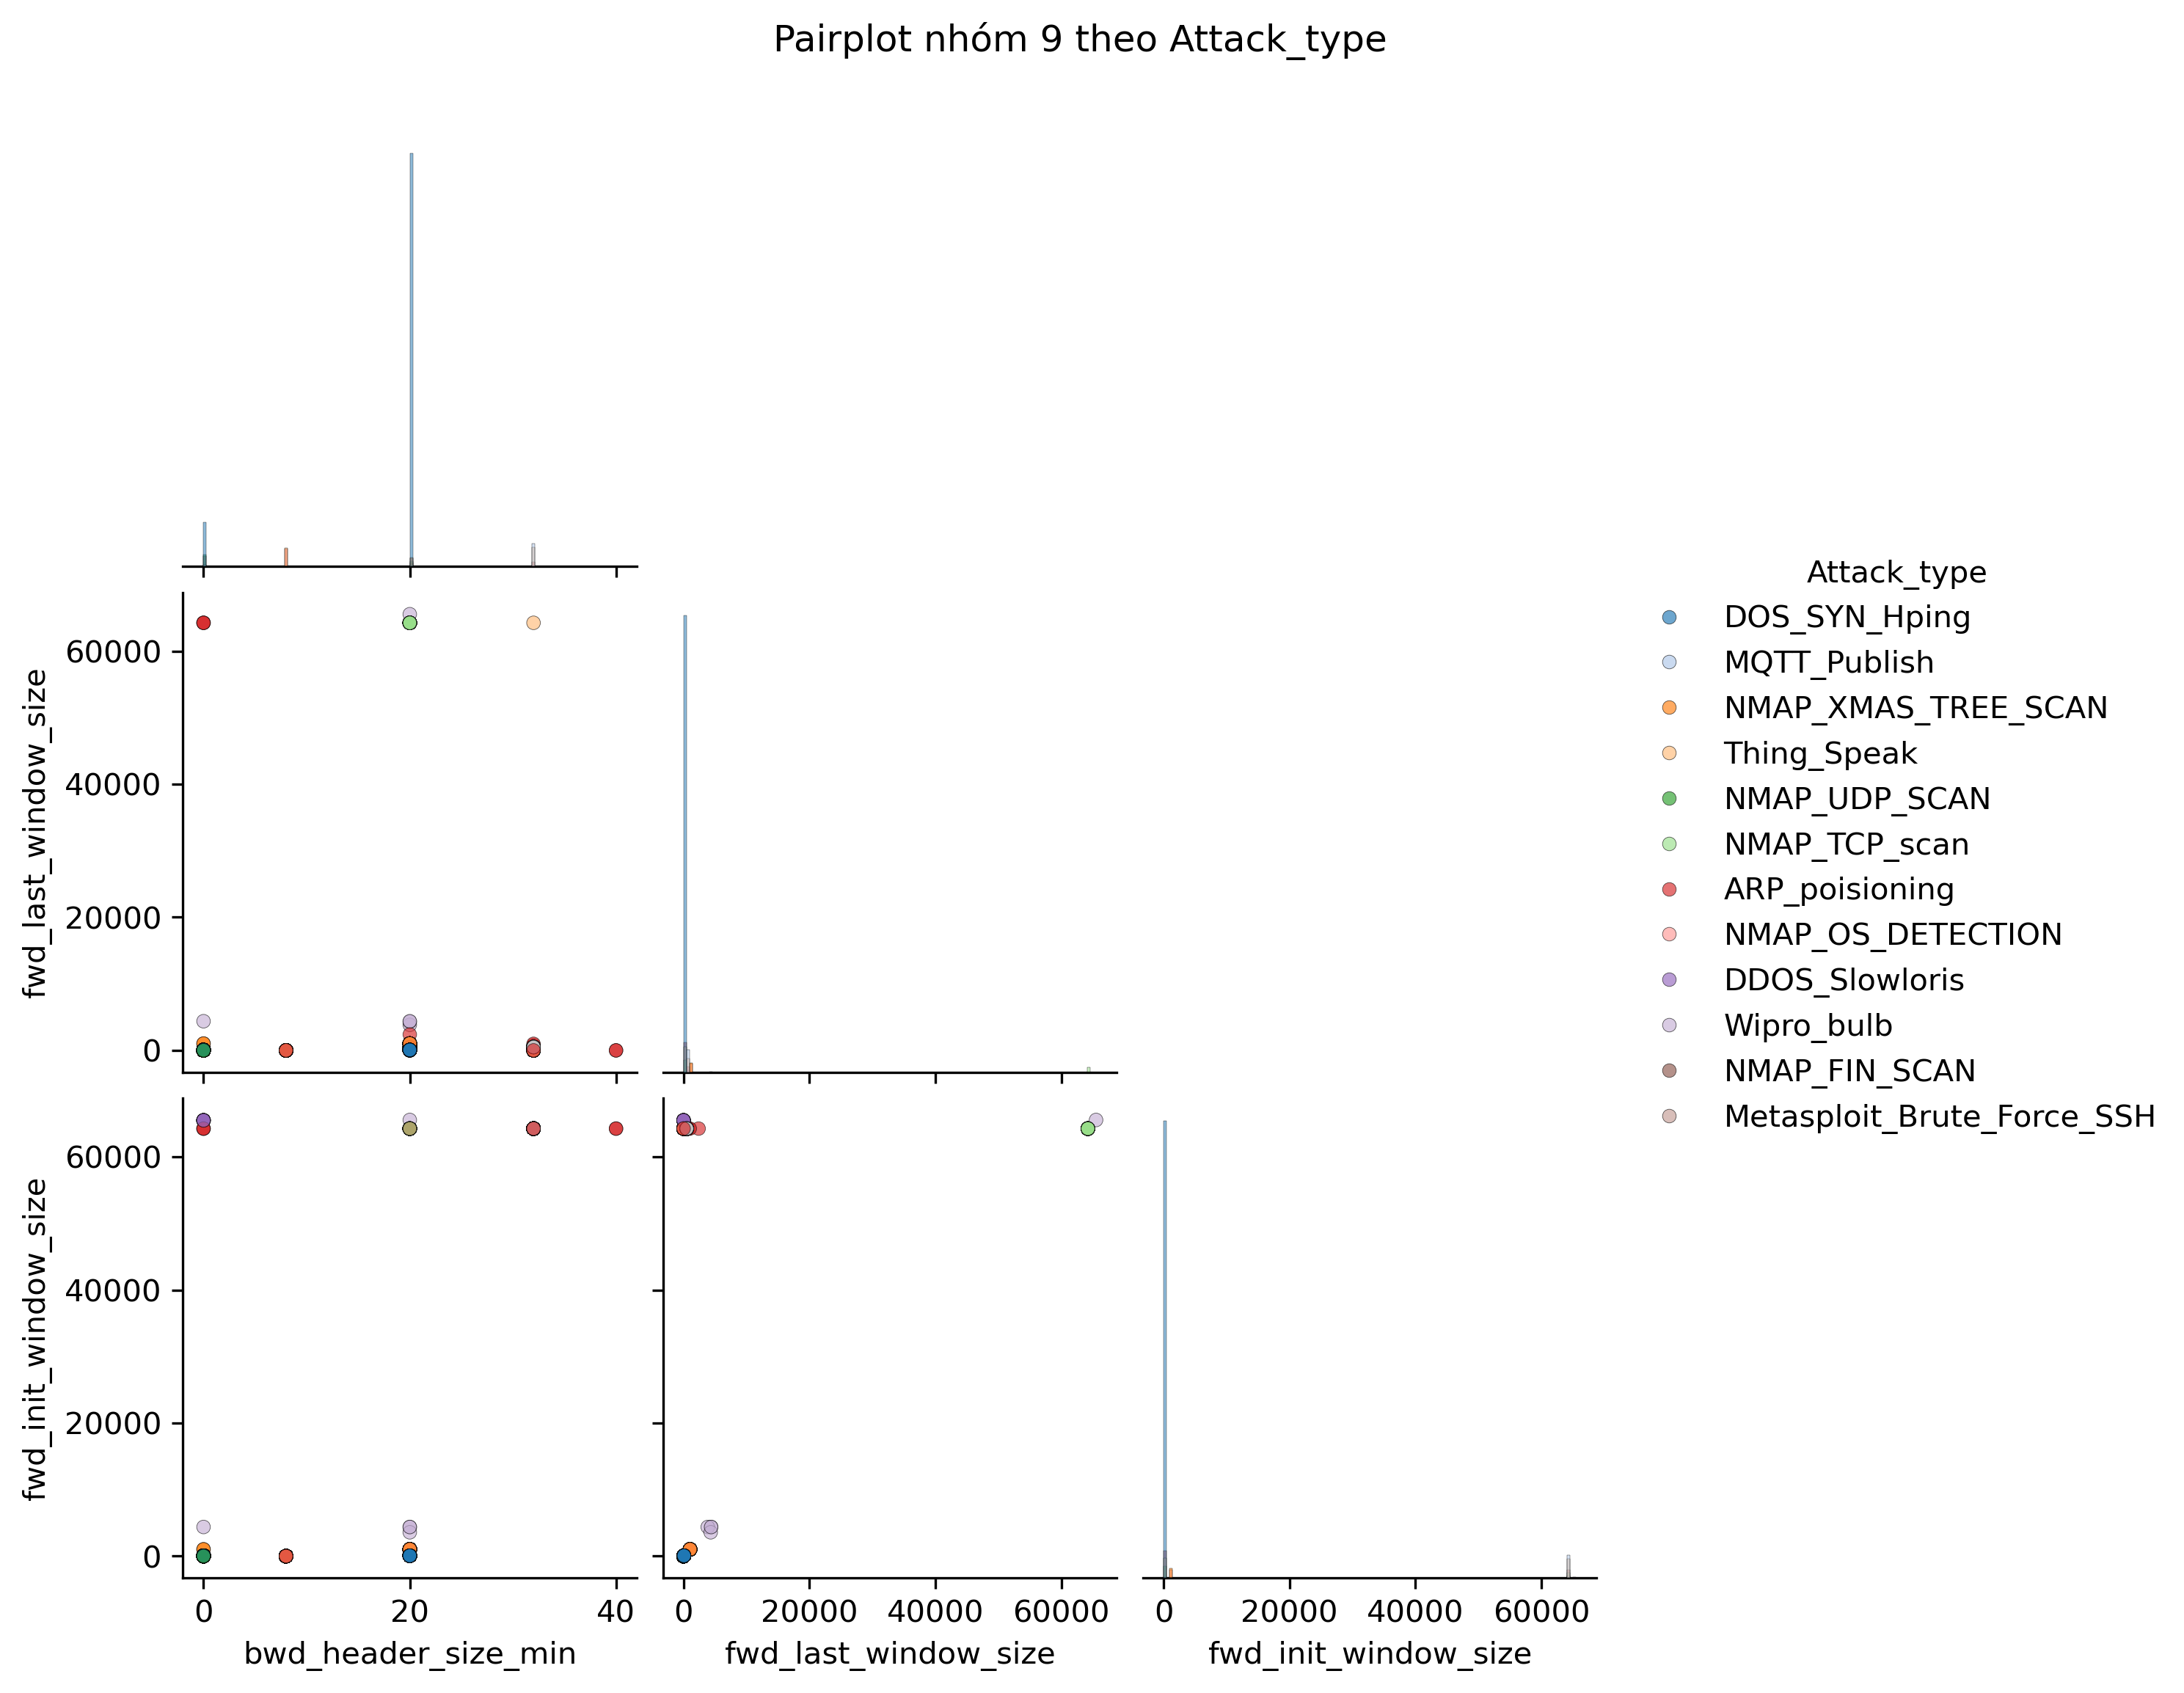 Pairplot nhóm 9 theo Attack_type
fwd_last_window_size
60000
40000
20000
0
fwd_init_window_size
60000
40000
20000
0
0 20 40
bwd_header_size_min
0 20000 40000 60000
fwd_last_window_size
0 20000 40000 60000
fwd_init_window_size
Attack_type
DOS_SYN_Hping
MQTT_Publish
NMAP_XMAS_TREE_SCAN
Thing_Speak
NMAP_UDP_SCAN
NMAP_TCP_scan
ARP_poisioning
NMAP_OS_DETECTION
DDOS_Slowloris
Wipro_bulb
NMAP_FIN_SCAN
Metasploit_Brute_Force_SSH